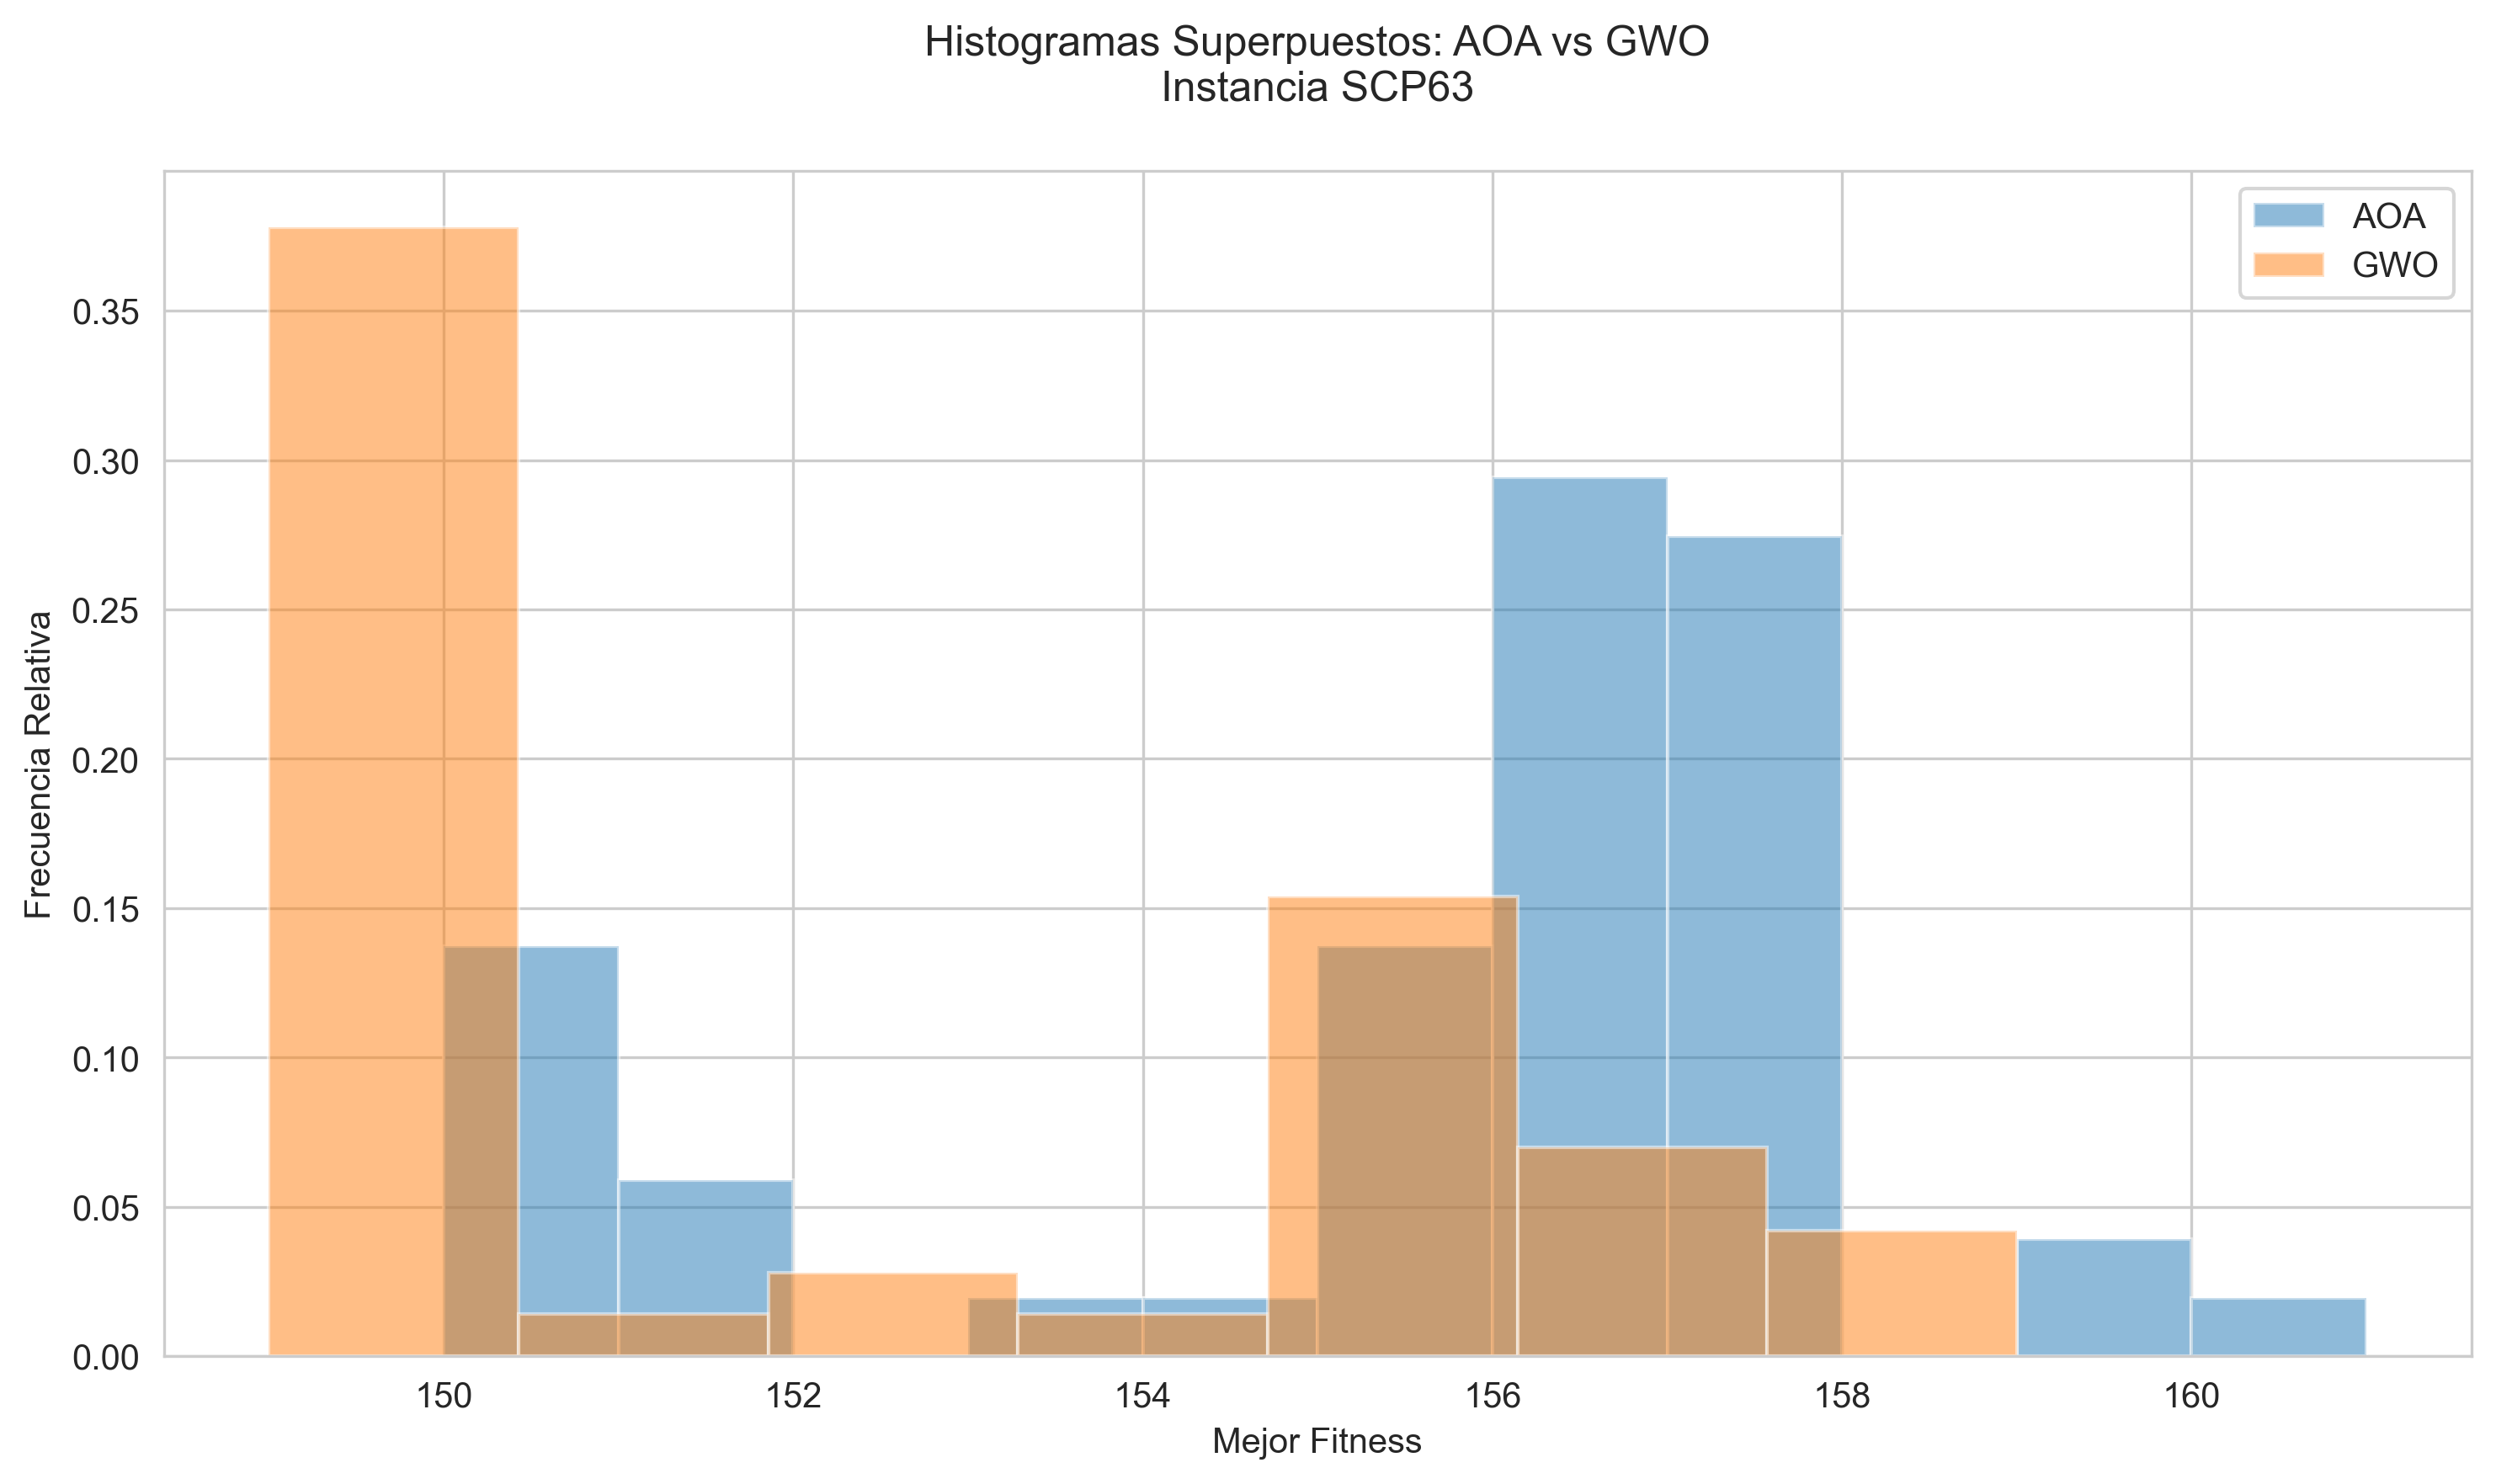 Histogramas Superpuestos: AOA vs GWO
Instancia SCP63
AOA
GWO
0.35
0.30
0.25
0.20
0.15
0.10
0.05
0.00
Frecuencia Relativa
150 152 154 156 158 160
Mejor Fitness